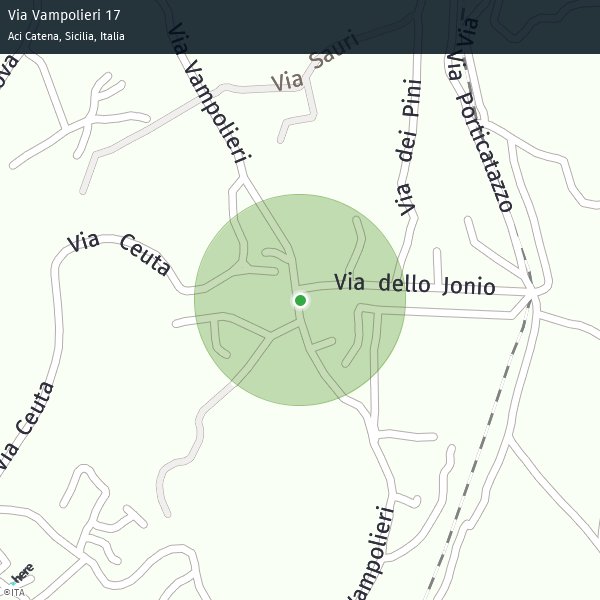 Via Vampolieri 17
Aci Catena, Sicilia, Italia
Via Vampolieri
Via Sauri
Via dei Pini
Via
Via Porticatazzo
Via Ceuta
Via dello Jonio
Via Ceuta
Vampolieri
here
©ITA